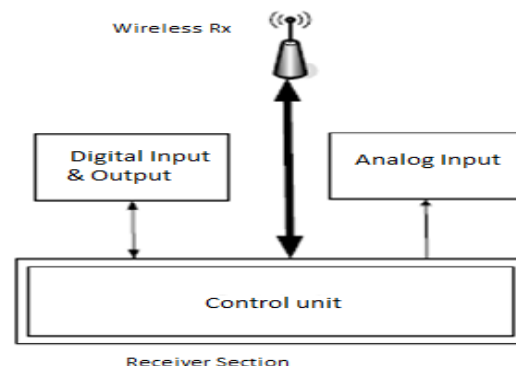 Wireless Rx
Digital Input
& Output
Analog Input
Control unit
Receiver Section